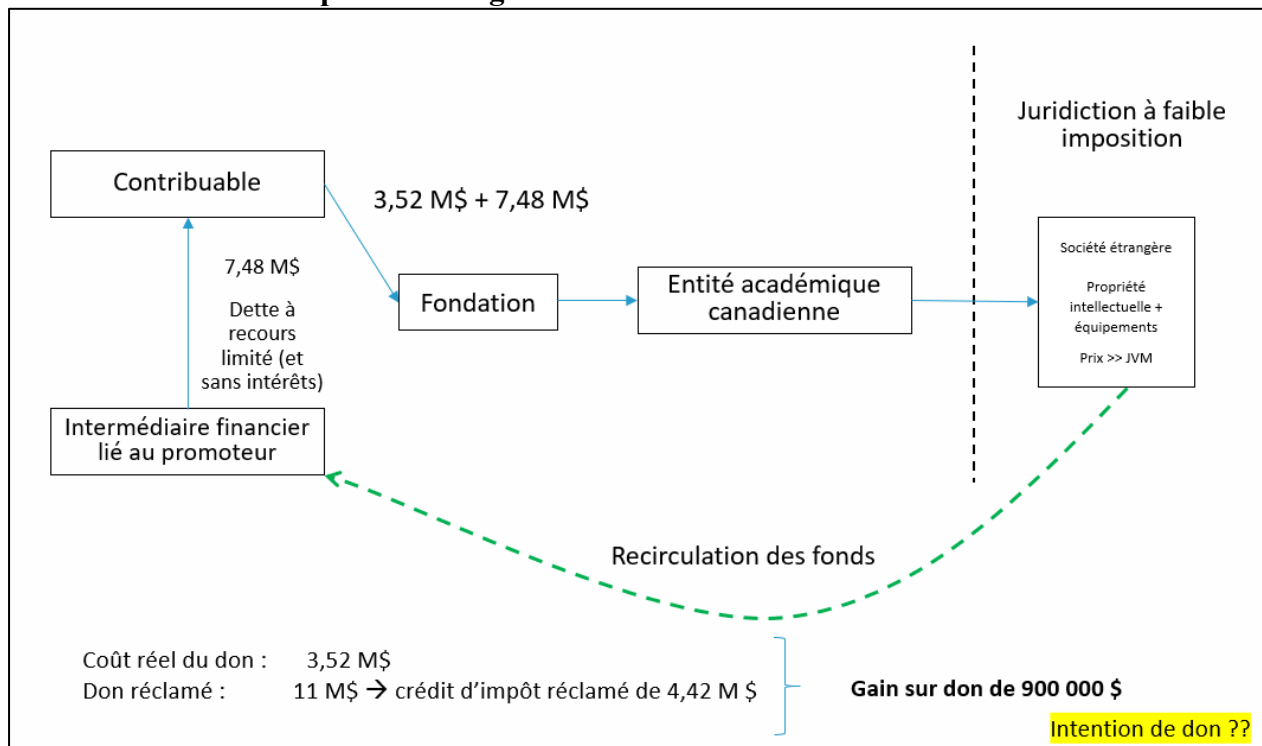 Juridiction à faible
imposition
Contribuable
3,52 M$ + 7,48 M$
7,48 M$
Dette à
recours
limité (et
sans intérêts)
Fondation
Entité académique
canadienne
Société étrangère
Propriété
intellectuelle +
équipements
Prix >> JVM
Intermédiaire financier
lié au promoteur
Recirculation des fonds
Coût réel du don : 3,52 M$
Don réclamé : 11 M$ → crédit d'impôt réclamé de 4,42 M $
Gain sur don de 900 000 $
Intention de don ??